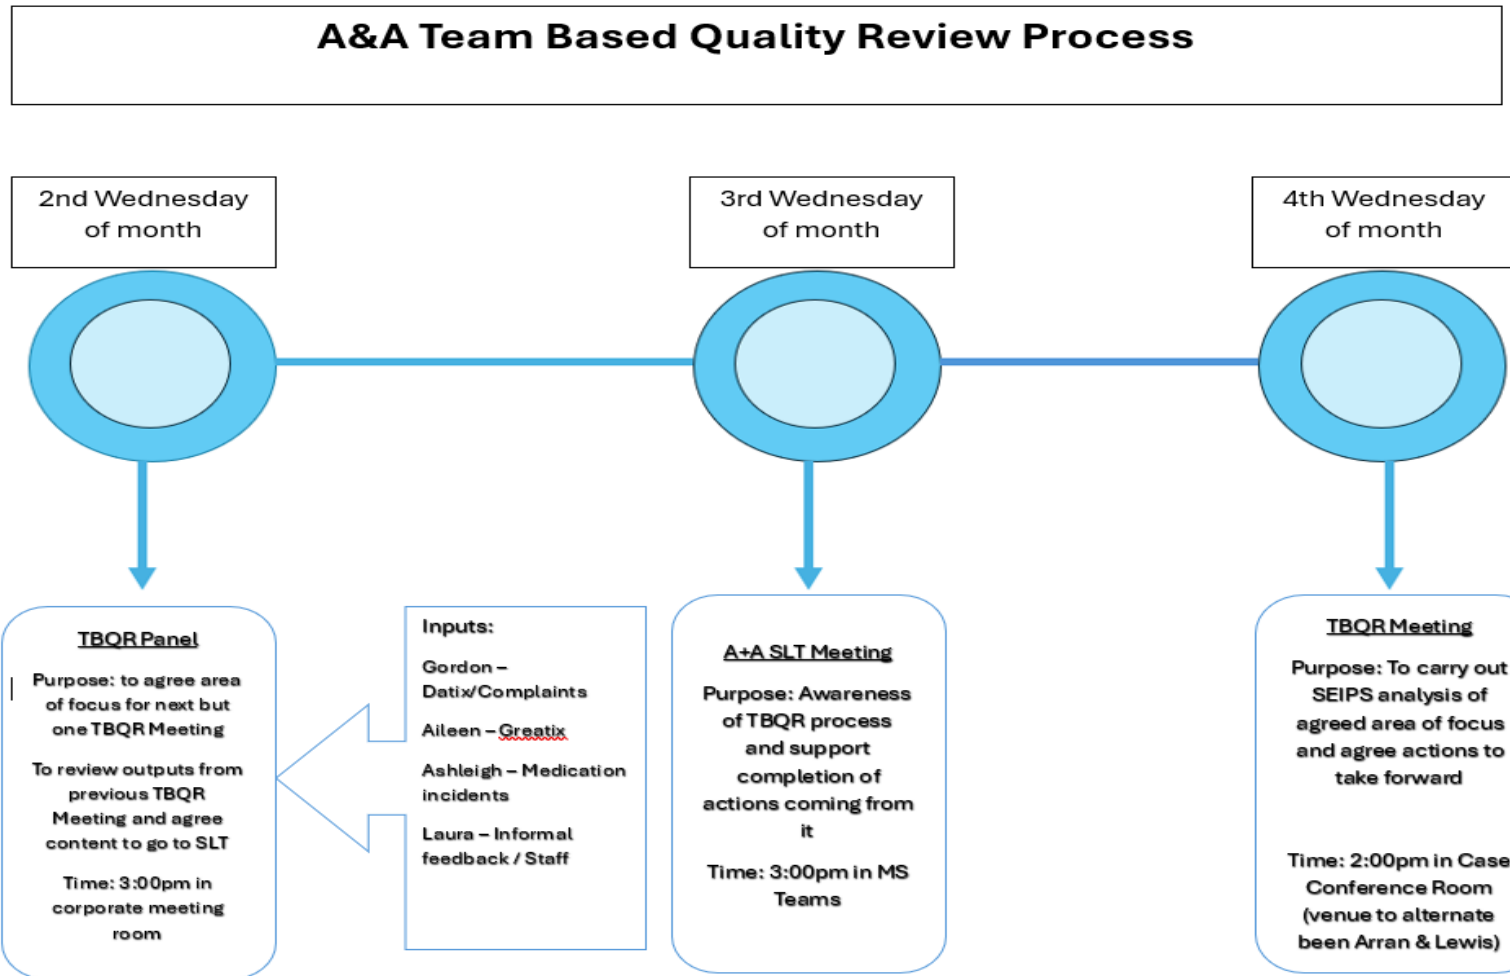 A&A Team Based Quality Review Process
2nd Wednesday
of month
3rd Wednesday
of month
4th Wednesday
of month
TBQR Panel
Purpose: to agree area
of focus for next but
one TBQR Meeting
To review outputs from
previous TBQR
Meeting and agree
content to go to SLT
Time: 3:00pm in
corporate meeting
room
Inputs:
Gordon –
Datix/Complaints
Aileen – Greatix
Ashleigh – Medication
incidents
Laura – Informal
feedback / Staff
A+A SLT Meeting
Purpose: Awareness
of TBQR process
and support
completion of
actions coming from
it
Time: 3:00pm in MS
Teams
TBQR Meeting
Purpose: To carry out
SEIPS analysis of
agreed area of focus
and agree actions to
take forward
Time: 2:00pm in Case
Conference Room
(venue to alternate
been Arran & Lewis)